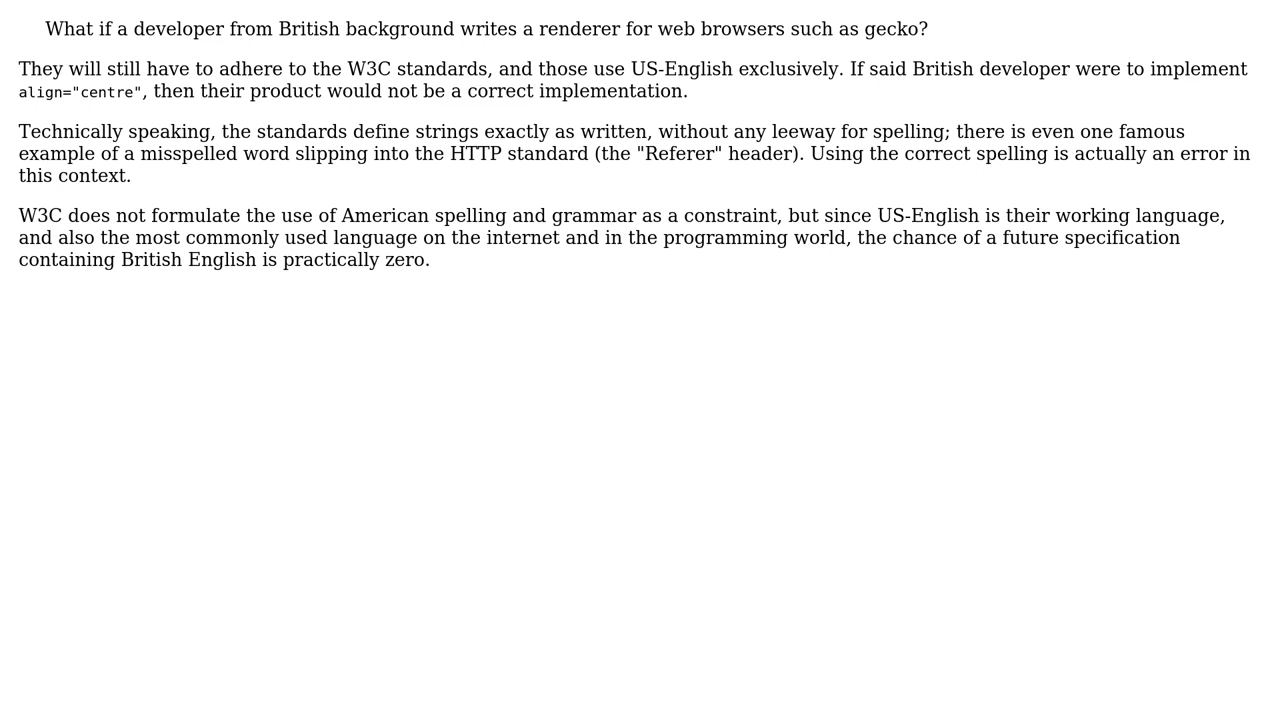 What if a developer from British background writes a renderer for web browsers such as gecko?
They will still have to adhere to the W3C standards, and those use US-English exclusively. If said British developer were to implement
align="centre", then their product would not be a correct implementation.
Technically speaking, the standards define strings exactly as written, without any leeway for spelling; there is even one famous
example of a misspelled word slipping into the HTTP standard (the "Referer" header). Using the correct spelling is actually an error in
this context.
W3C does not formulate the use of American spelling and grammar as a constraint, but since US-English is their working language,
and also the most commonly used language on the internet and in the programming world, the chance of a future specification
containing British English is practically zero.